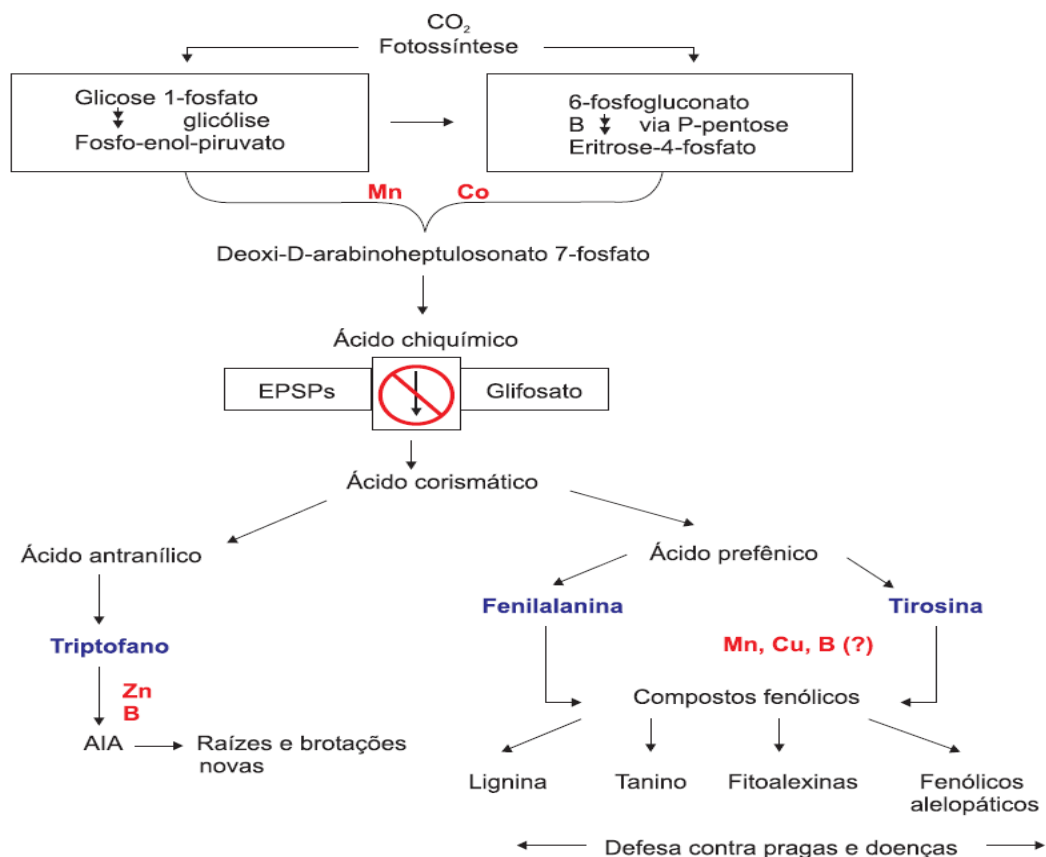 CO₂
Fotossíntese
Glicose 1-fosfato
glicólise
Fosfo-enol-piruvato
6-fosfogluconato
B via P-pentose
Eritrose-4-fosfato
Mn Co
Deoxi-D-arabinoheptulosonato 7-fosfato
Ácido chiquímico
EPSPs Glifosato
Ácido corismático
Ácido antranílico
Ácido prefênico
Fenilalanina Tirosina
Triptofano
Mn, Cu, B (?)
Zn
B
Compostos fenólicos
AIA Raízes e brotações
novas
Lignina Tanino Fitoalexinas Fenólicos
alelopáticos
Defesa contra pragas e doenças